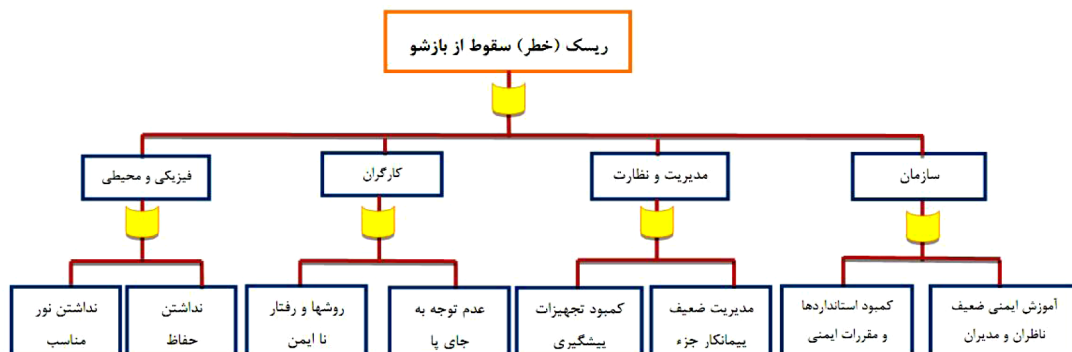 ریسک (خطر) سقوط از بازشو
سازمان
مدیریت و نظارت
کارگران
فیزیکی و محیطی
آموزش ایمنی ضعیف
ناظران و مدیران
کمبود استانداردها
و مقررات ایمنی
مدیریت ضعیف
پیمانکار جزء
کمبود تجهیزات
پیشگیری
عدم توجه به
جای پا
روشها و رفتار
نا ایمن
نداشتن
حفاظ
نداشتن نور
مناسب